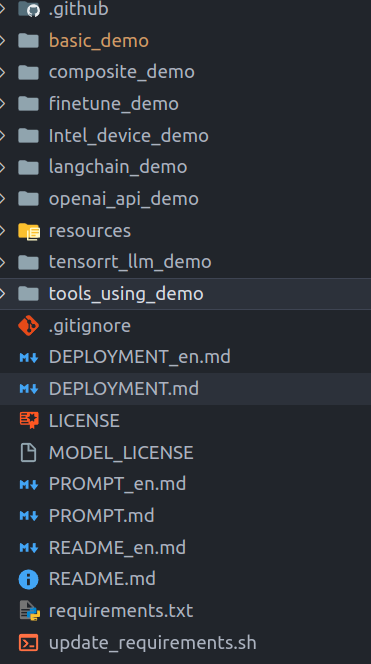 .github
basic_demo
composite_demo
finetune_demo
Intel_device_demo
langchain_demo
openai_api_demo
resources
tensorrt_llm_demo
tools_using_demo
.gitignore
DEPLOYMENT_en.md
DEPLOYMENT.md
LICENSE
MODEL_LICENSE
PROMPT_en.md
PROMPT.md
README_en.md
README.md
requirements.txt
update_requirements.sh